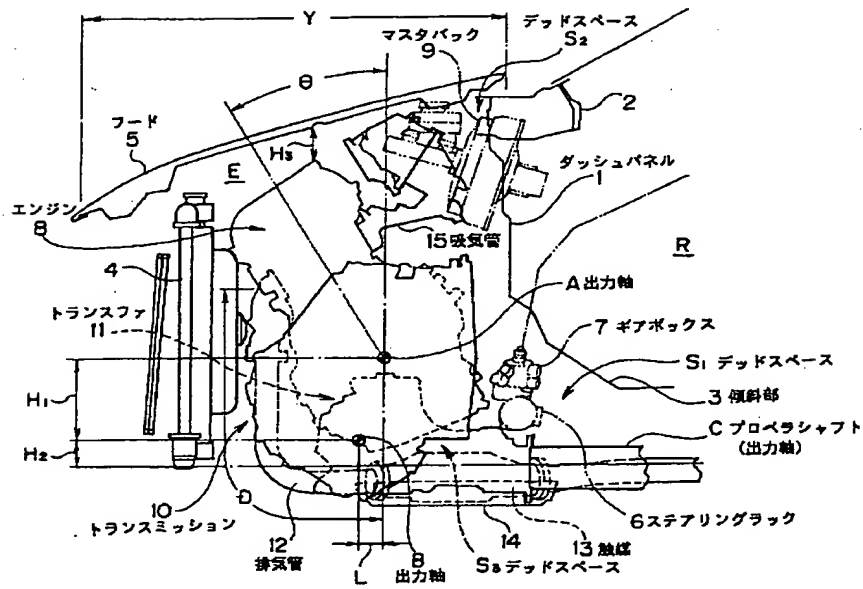 Y
デッドスペース
S2
マスタバック
9
θ
2
フード
5
H3
ダッシュパネル
1
E
エンジン
8
15 吸気管
R
4
A 出力軸
トランスファ
11
7 ギアボックス
S1 デッドスペース
H1
3 傾斜部
C プロペラシャフト
(出力軸)
H2
10
トランスミッション
D
12
排気管
L
B
出力軸
14
13 触媒
6 ステアリングラック
S3 デッドスペース